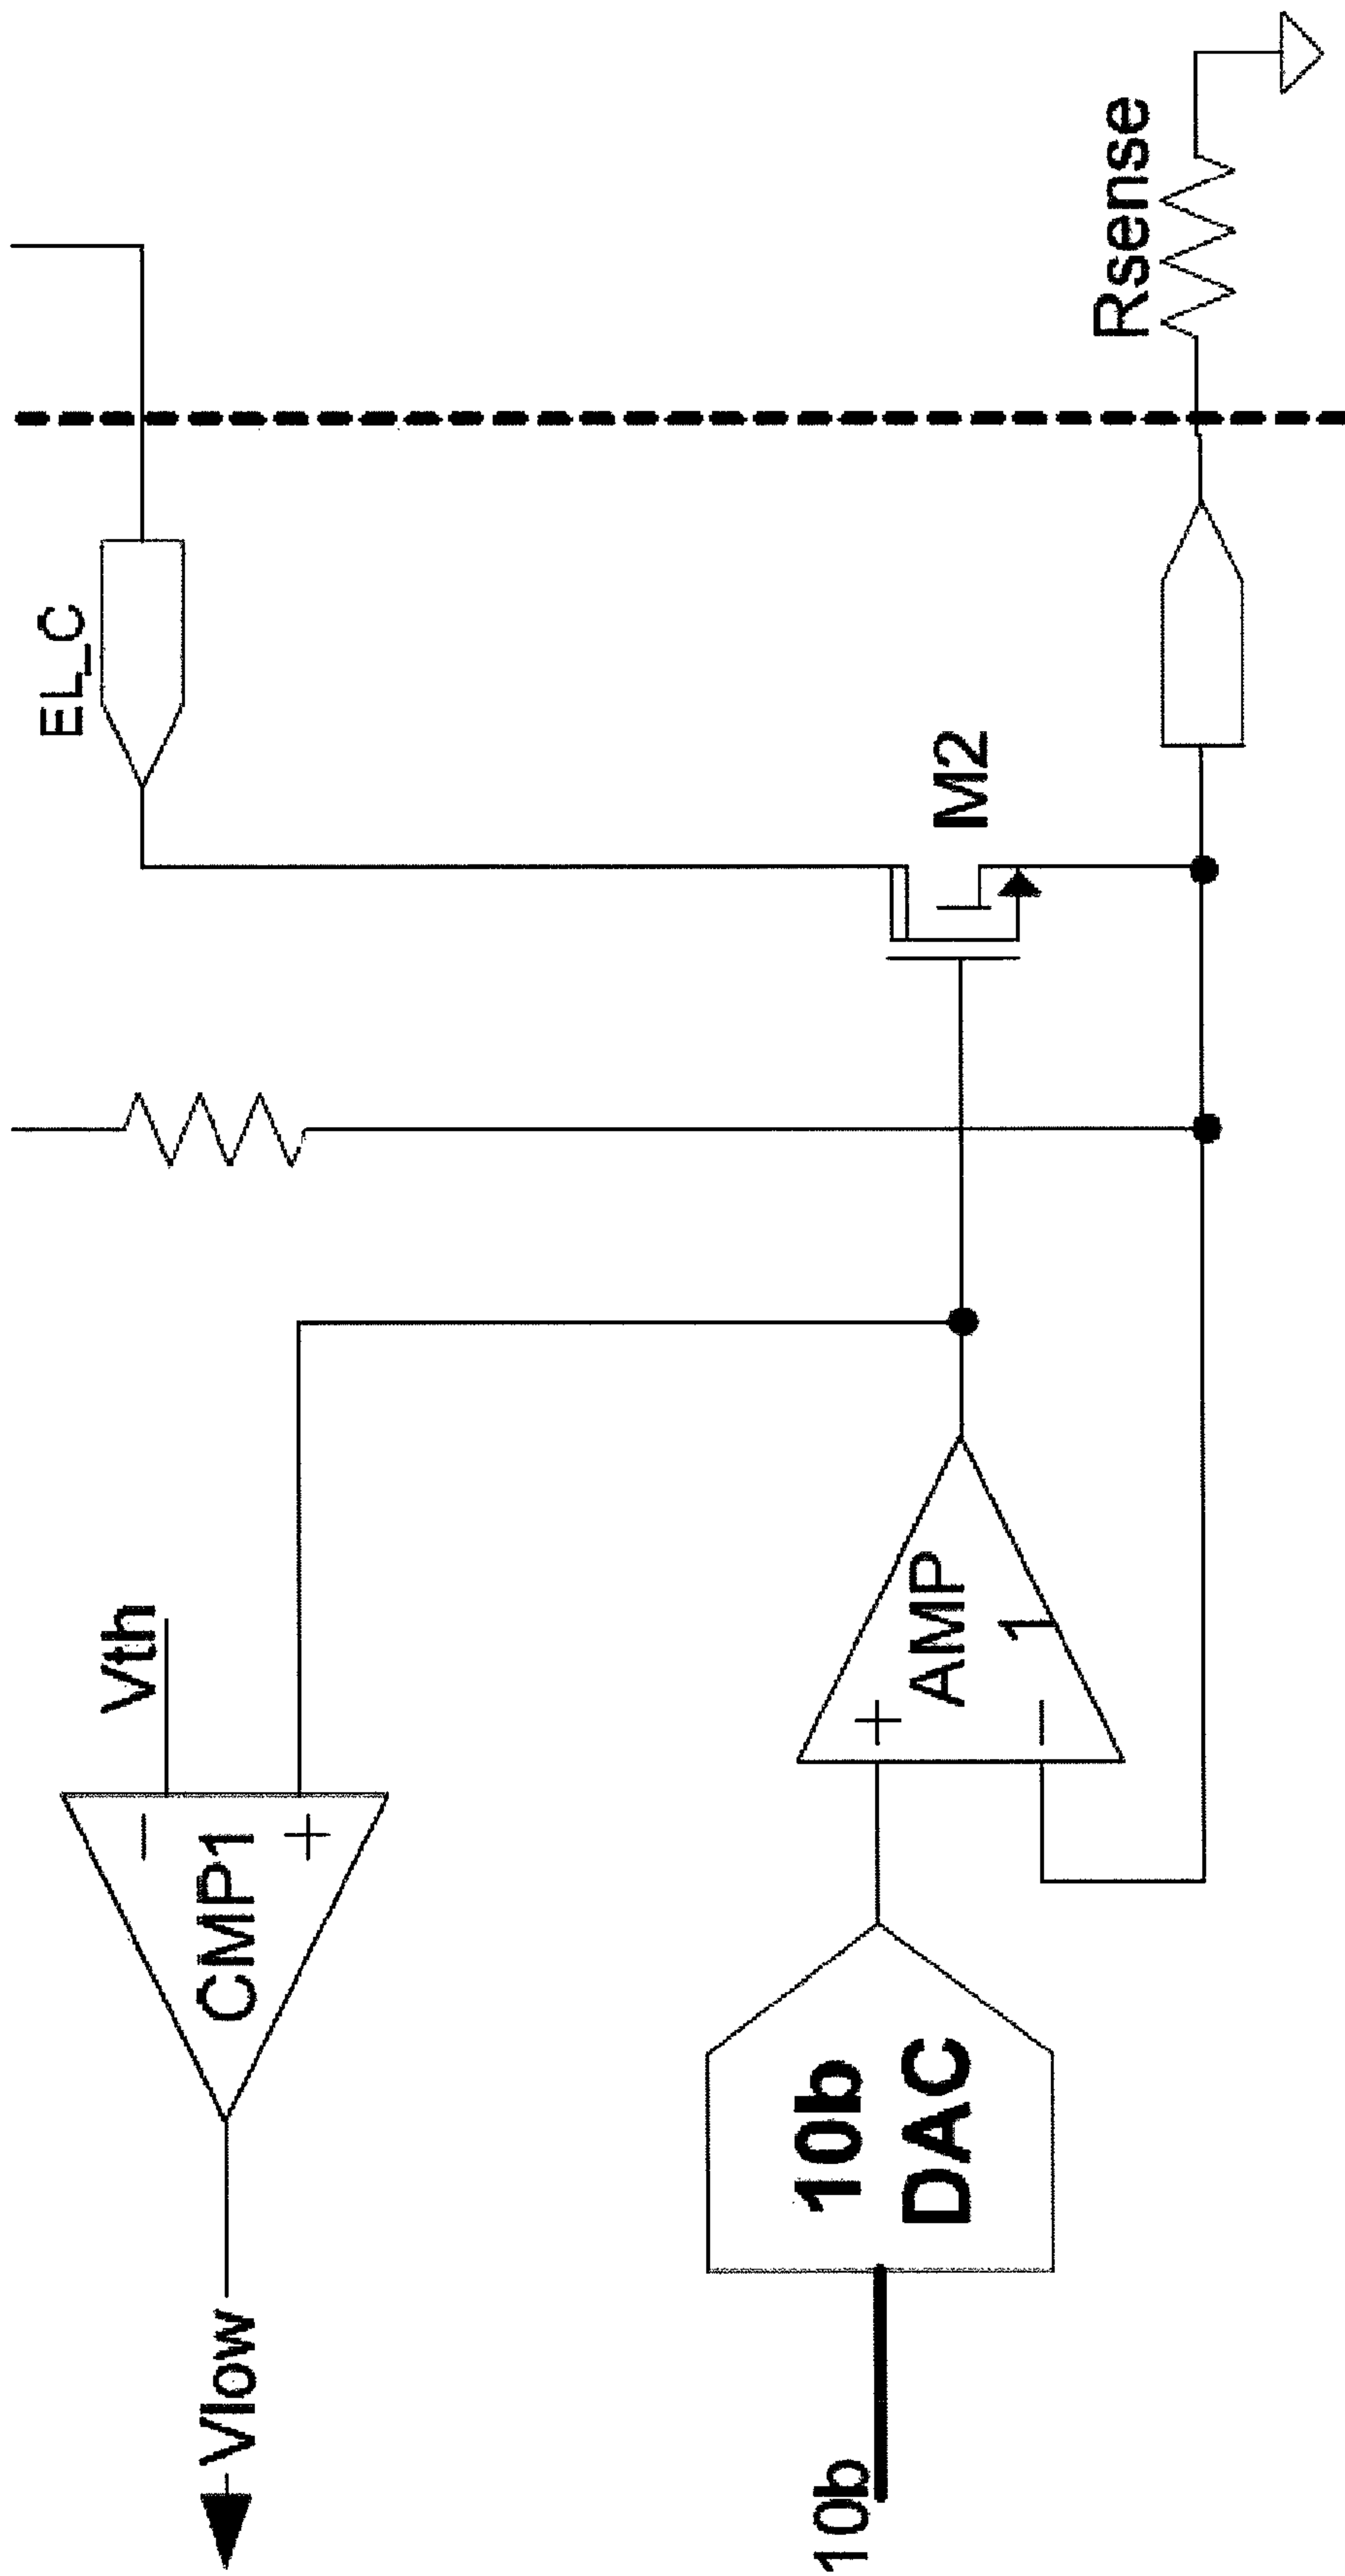 EL_C
Rsense
M2
Vth
CMP1
AMP
1
Vlow
10b
DAC
10b